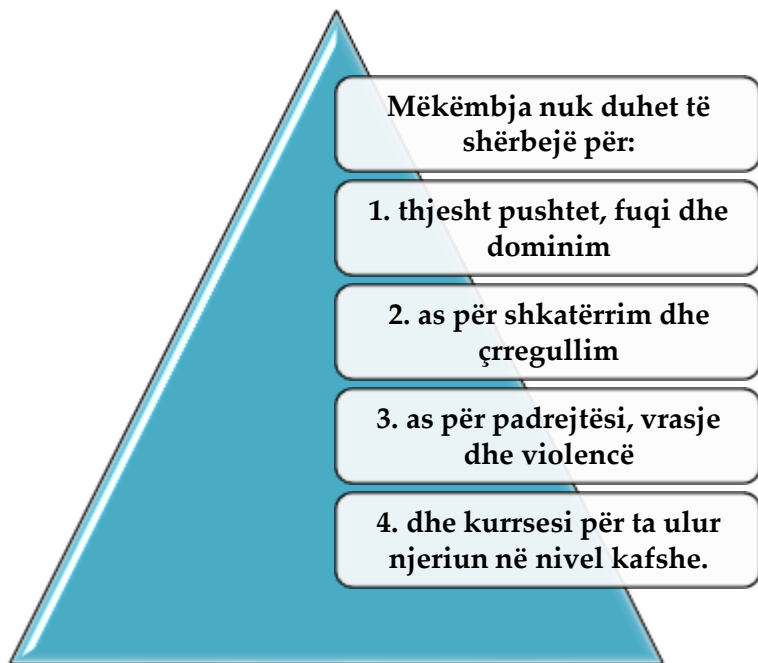 Mëkëmbja nuk duhet të
shërbejë për:
1. thjesht pushtet, fuqi dhe
dominim
2. as për shkatërrim dhe
çrregullim
3. as për padrejtësi, vrasje
dhe violencë
4. dhe kurrsesi për ta ulur
njeriun në nivel kafshe.